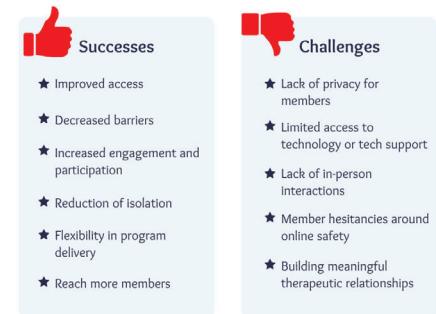 Successes
Improved access
Decreased barriers
Increased engagement and
participation
Reduction of isolation
Flexibility in program
delivery
Reach more members
Challenges
Lack of privacy for
members
Limited access to
technology or tech support
Lack of in-person
interactions
Member hesitancies around
online safety
Building meaningful
therapeutic relationships